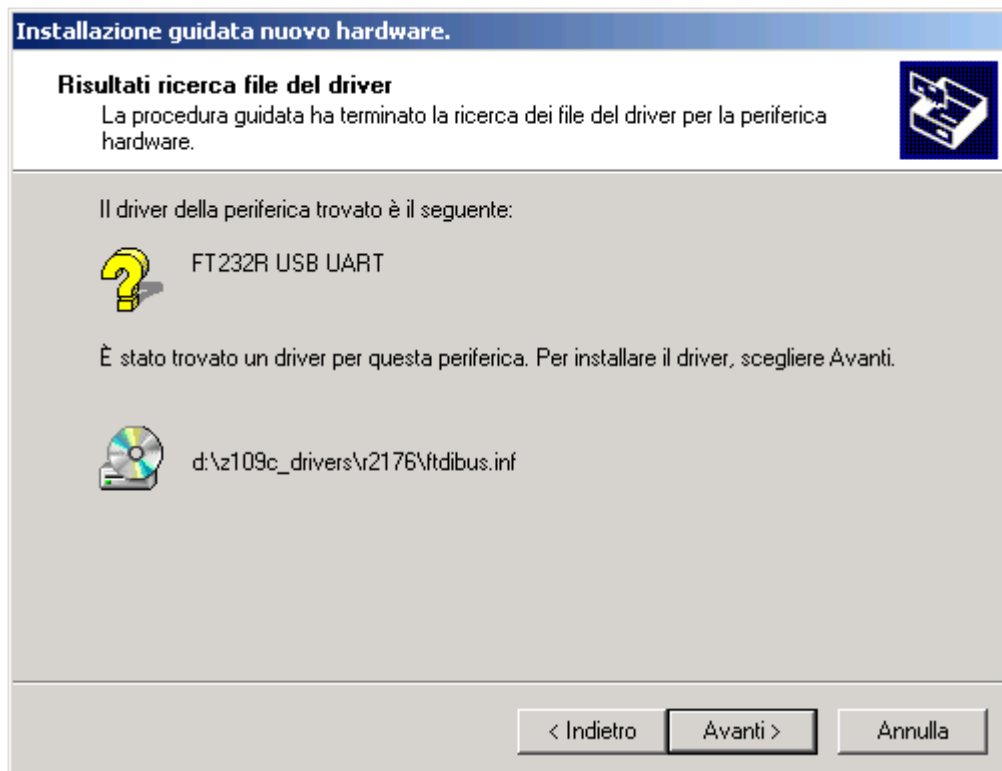 Installazione guidata nuovo hardware.
Risultati ricerca file del driver
La procedura guidata ha terminato la ricerca dei file del driver per la periferica
hardware.
Il driver della periferica trovato è il seguente:
FT232R USB UART
È stato trovato un driver per questa periferica. Per installare il driver, scegliere Avanti.
d:\z109c_drivers\r2176\ftdibus.inf
< Indietro
Avanti >
Annulla